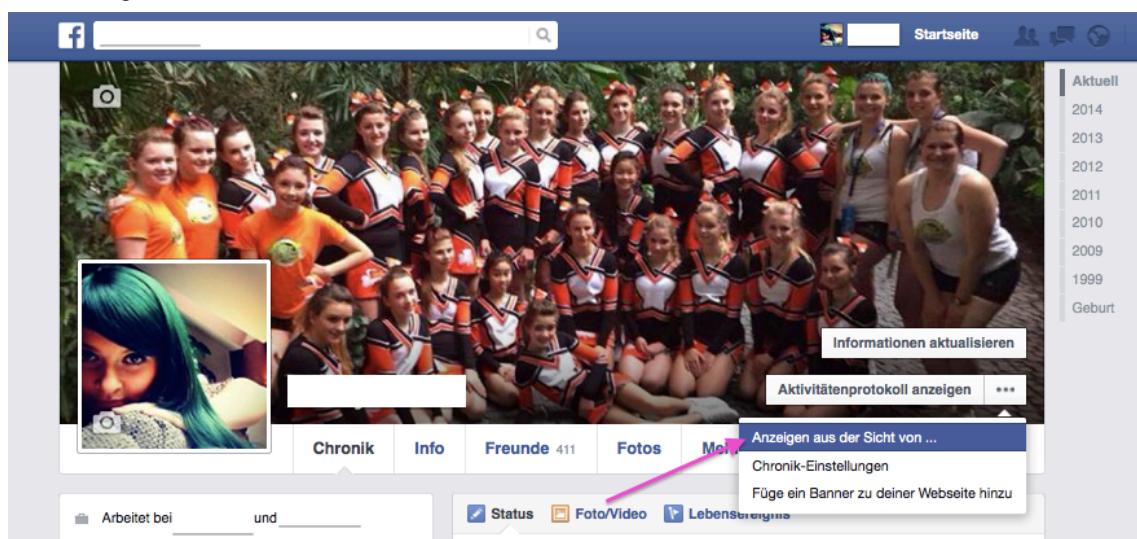 f
Startseite
Aktuell
2014
2013
2012
2011
2010
2009
1999
Geburt
Informationen aktualisieren
Aktivitätenprotokoll anzeigen
Anzeigen aus der Sicht von ...
Chronik-Einstellungen
Füge ein Banner zu deiner Webseite hinzu
Chronik Info Freunde 411 Fotos
Arbeitet bei und
Status Foto/Video Lebensereignis